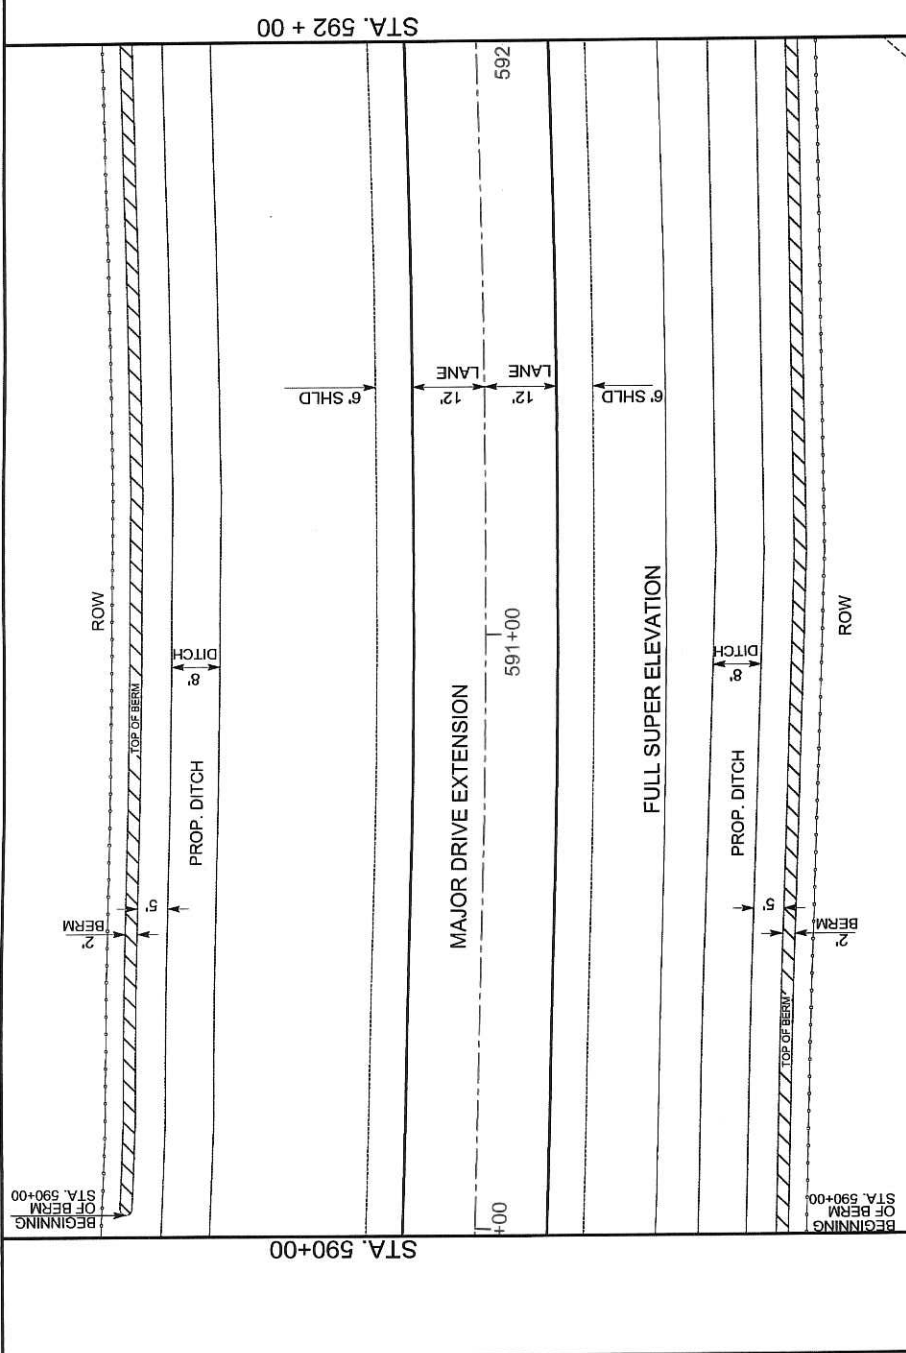 STA. 592 + 00
592
LANE
12'
LANE
12'
6' SHLD
6' SHLD
ROW
DITCH
8'
TOP OF BERM
PROP. DITCH
591+00
MAJOR DRIVE EXTENSION
FULL SUPER ELEVATION
DITCH
8'
PROP. DITCH
ROW
5'
BERM
2'
5'
BERM
2'
TOP OF BERM
BEGINNING
OF BERM
STA. 590+00
+00
BEGINNING
OF BERM
STA. 590+00
STA. 590+00